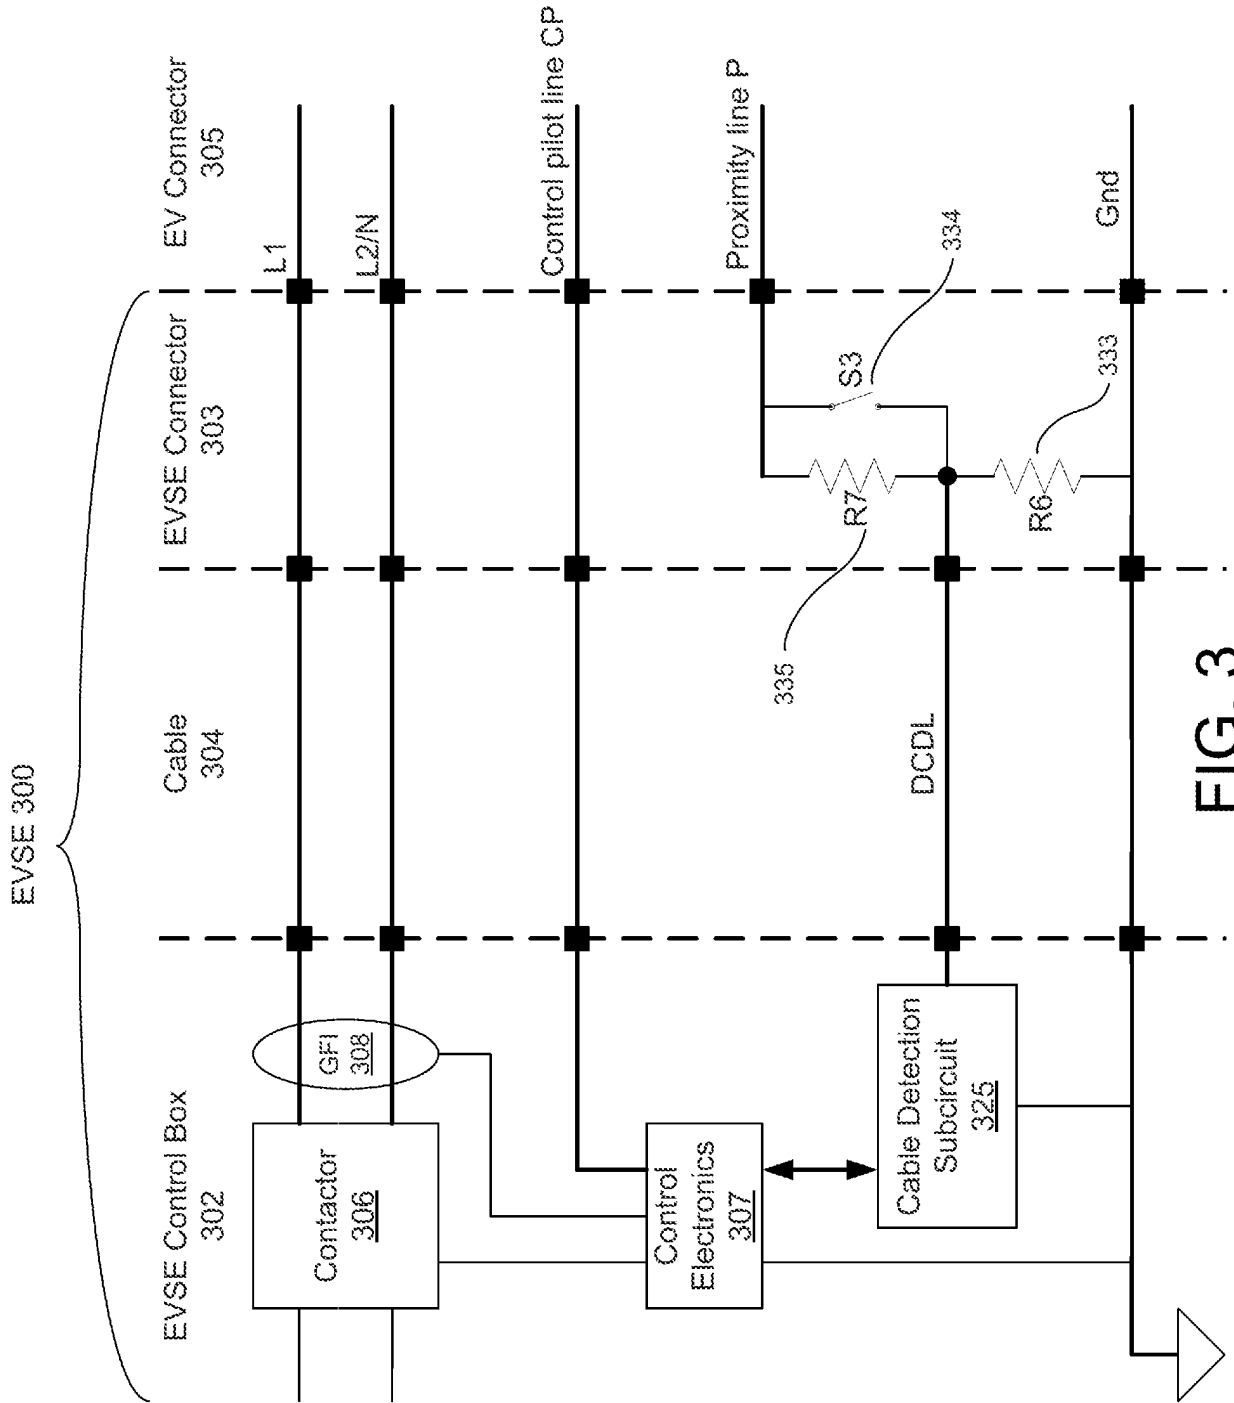 EVSE 300
EVSE Control Box
302
Cable
304
EVSE Connector
303
EV Connector
305
Contactor
306
GFI
308
L1
L2/N
Control pilot line CP
Control
Electronics
307
Proximity line P
Cable Detection
Subcircuit
325
DCDL
335
R7
S3
334
R6
333
Gnd
FIG. 3